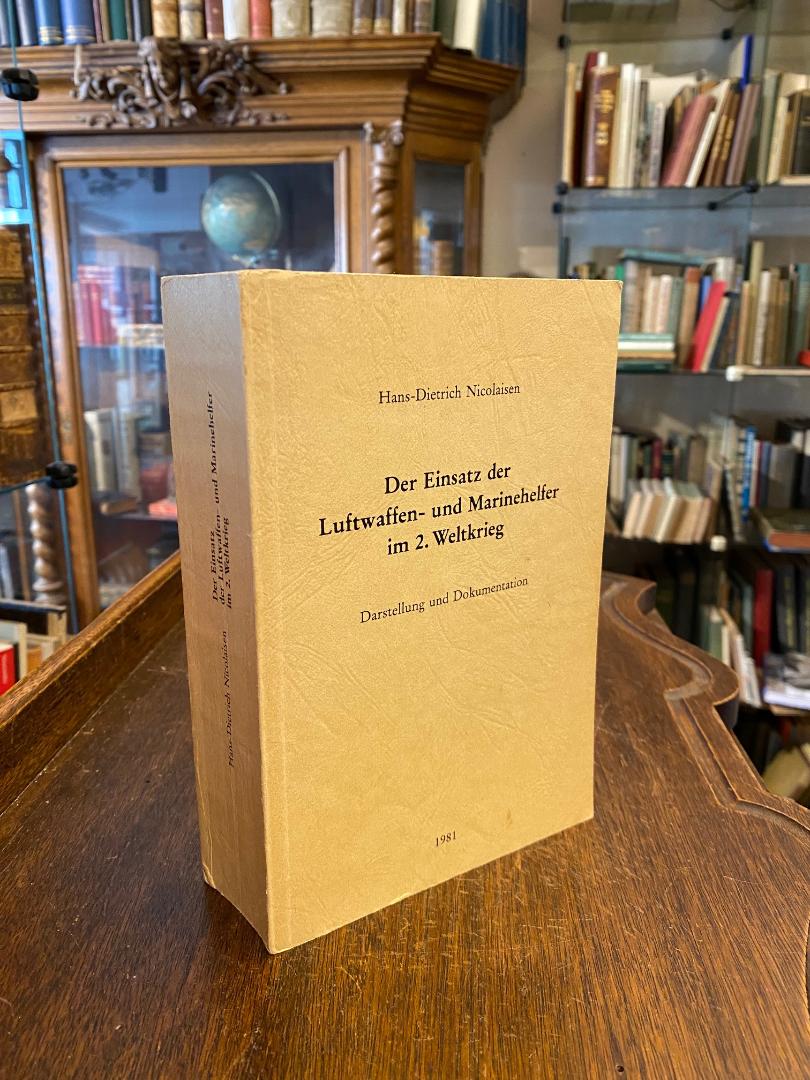 Hans-Dietrich Nicolaisen
Der Einsatz der
Luftwaffen- und Marinehelfer
im 2. Weltkrieg
Darstellung und Dokumentation
1981
Hans-Dietrich Nicolaisen
Der Einsatz
der Luftwaffen- und Marinehelfer
im 2. Weltkrieg